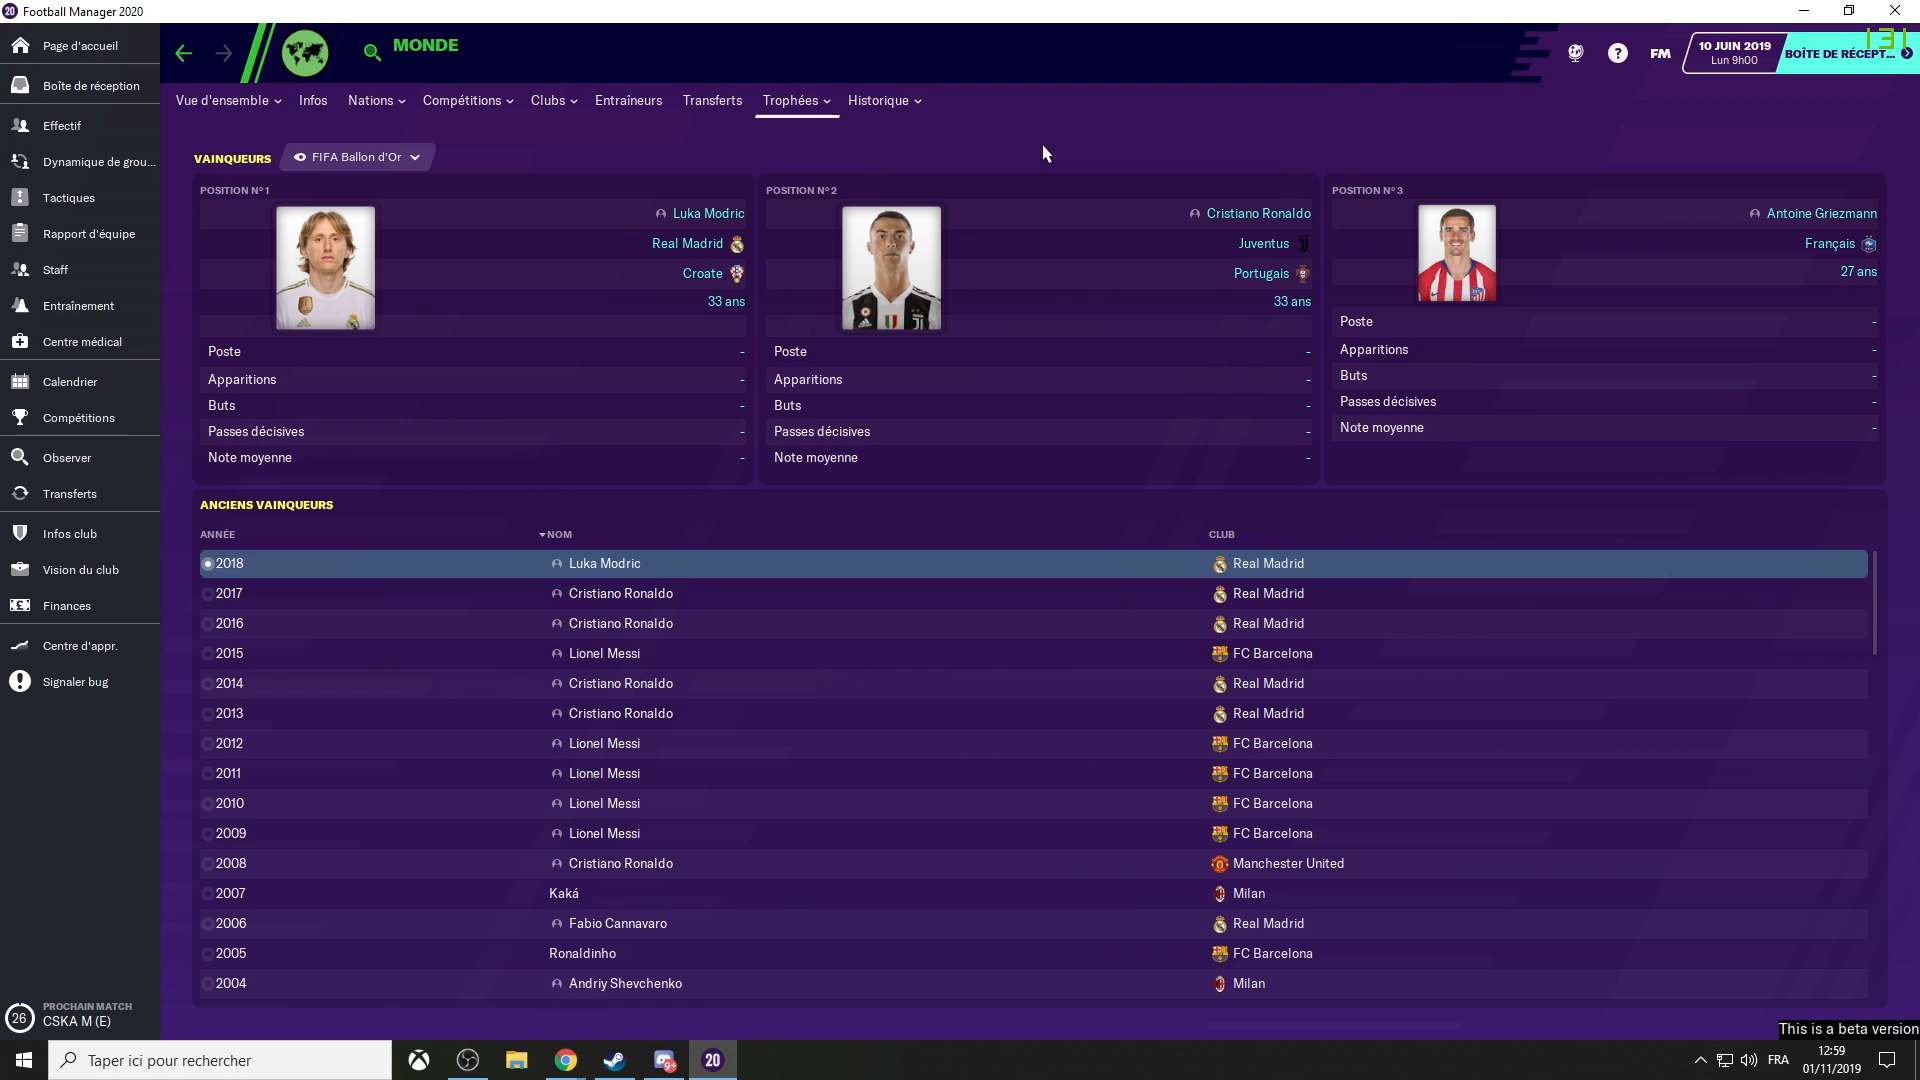 Football Manager 2020
Page d'accueil
Boîte de réception
Effectif
Dynamique de grou...
Tactiques
Rapport d'équipe
Staff
Entraînement
Centre médical
Calendrier
Compétitions
Observer
Transferts
Infos club
Vision du club
Finances
Centre d'appr.
Signaler bug
26
PROCHAIN MATCH
CSKA M (E)
MONDE
? FM
10 JUIN 2019
Lun 9h00
BOÎTE DE RÉCEPT...
131
Vue d'ensemble Infos Nations Compétitions Clubs Entraîneurs Transferts Trophées Historique
VAINQUEURS FIFA Ballon d'Or
POSITION N°1
Luka Modric
Real Madrid
Croate
33 ans
Poste -
Apparitions -
Buts -
Passes décisives -
Note moyenne -
POSITION N°2
Cristiano Ronaldo
Juventus
Portugais
33 ans
Poste -
Apparitions -
Buts -
Passes décisives -
Note moyenne -
POSITION N°3
Antoine Griezmann
Français
27 ans
Poste -
Apparitions -
Buts -
Passes décisives -
Note moyenne -
ANCIENS VAINQUEURS
ANNÉE NOM CLUB
2018 Luka Modric Real Madrid
2017 Cristiano Ronaldo Real Madrid
2016 Cristiano Ronaldo Real Madrid
2015 Lionel Messi FC Barcelona
2014 Cristiano Ronaldo Real Madrid
2013 Cristiano Ronaldo Real Madrid
2012 Lionel Messi FC Barcelona
2011 Lionel Messi FC Barcelona
2010 Lionel Messi FC Barcelona
2009 Lionel Messi FC Barcelona
2008 Cristiano Ronaldo Manchester United
2007 Kaká Milan
2006 Fabio Cannavaro Real Madrid
2005 Ronaldinho FC Barcelona
2004 Andriy Shevchenko Milan
This is a beta version
Taper ici pour rechercher
9+
20
FRA
12:59
01/11/2019